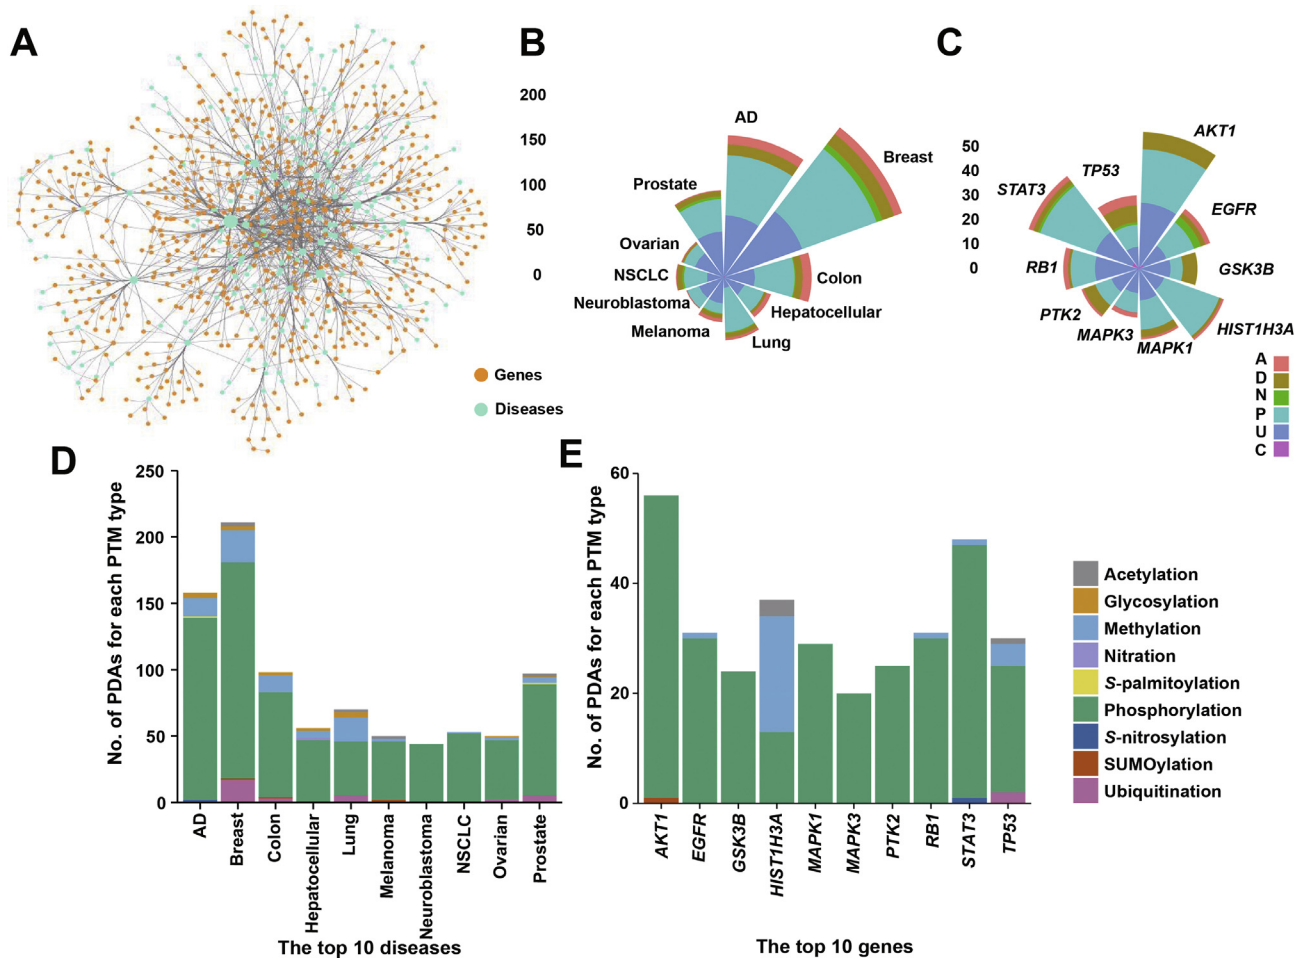 A
B
C
200
150
100
50
0
Genes
Diseases
AD
Breast
Prostate
Ovarian
NSCLC
Neuroblastoma
Melanoma
Lung
Hepatocellular
Colon
50
40
30
20
10
0
AKT1
TP53
STAT3
EGFR
RB1
GSK3B
PTK2
MAPK3
MAPK1
HIST1H3A
A
D
N
P
U
C
D
No. of PDAs for each PTM type
250
200
150
100
50
0
AD
Breast
Colon
Hepatocellular
Lung
Melanoma
Neuroblastoma
NSCLC
Ovarian
Prostate
The top 10 diseases
E
No. of PDAs for each PTM type
60
40
20
0
AKT1
EGFR
GSK3B
HIST1H3A
MAPK1
MAPK3
PTK2
RB1
STAT3
TP53
The top 10 genes
Acetylation
Glycosylation
Methylation
Nitration
S-palmitoylation
Phosphorylation
S-nitrosylation
SUMOylation
Ubiquitination